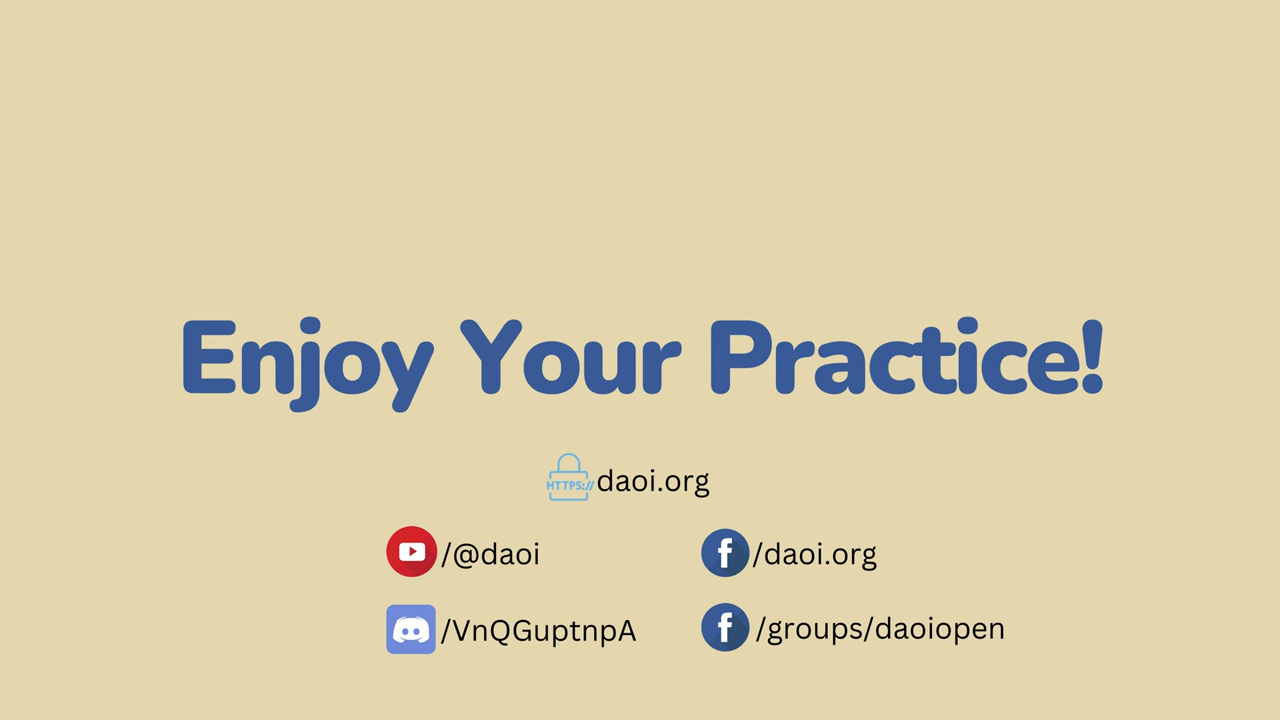 Enjoy Your Practice!
HTTPS:// daoi.org
/@daoi
/daoi.org
/VnQGuptnpA
/groups/daoiopen